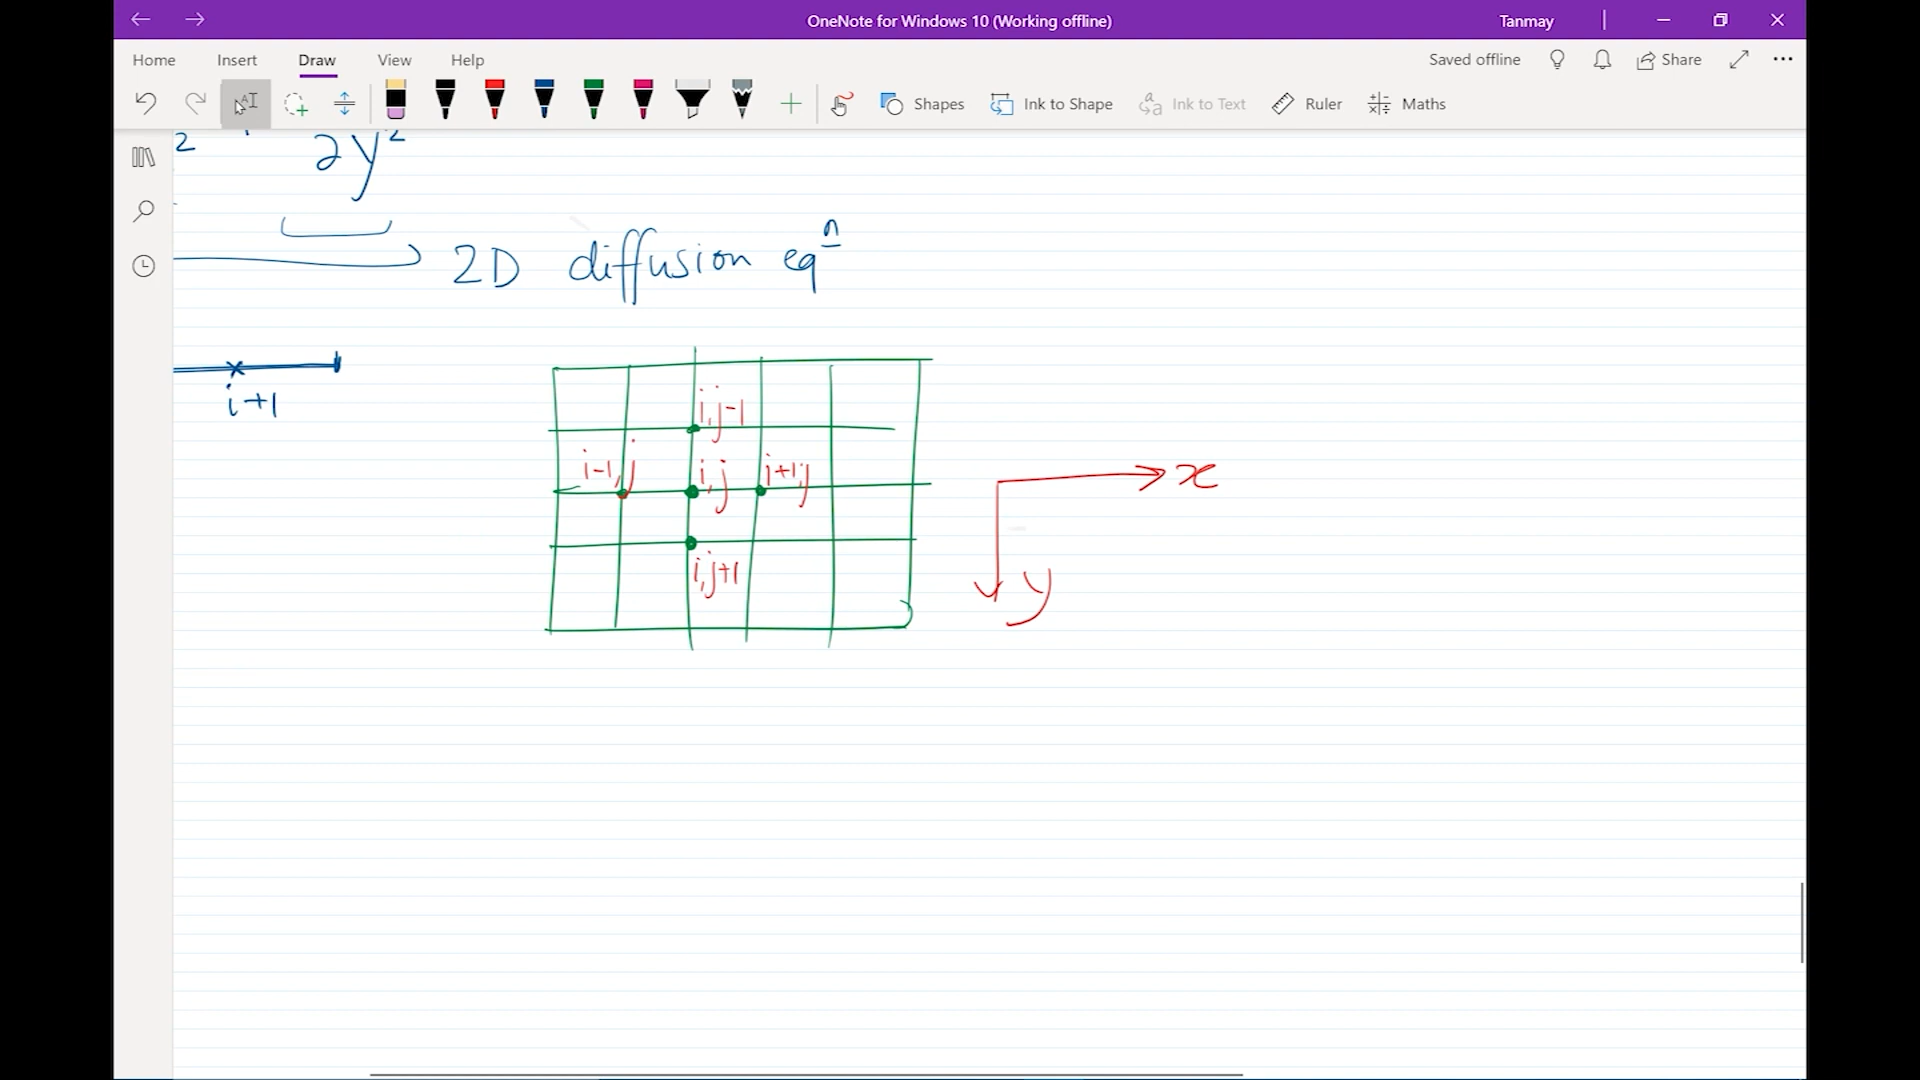 OneNote for Windows 10 (Working offline)
Tanmay
Home Insert Draw View Help
Saved offline
Share
Shapes
Ink to Shape
Ink to Text
Ruler
Maths
2
∂y²
2D diffusion eqⁿ
i+1
i,j-1
i-1,j
i,j
i+1,j
x
i,j+1
y